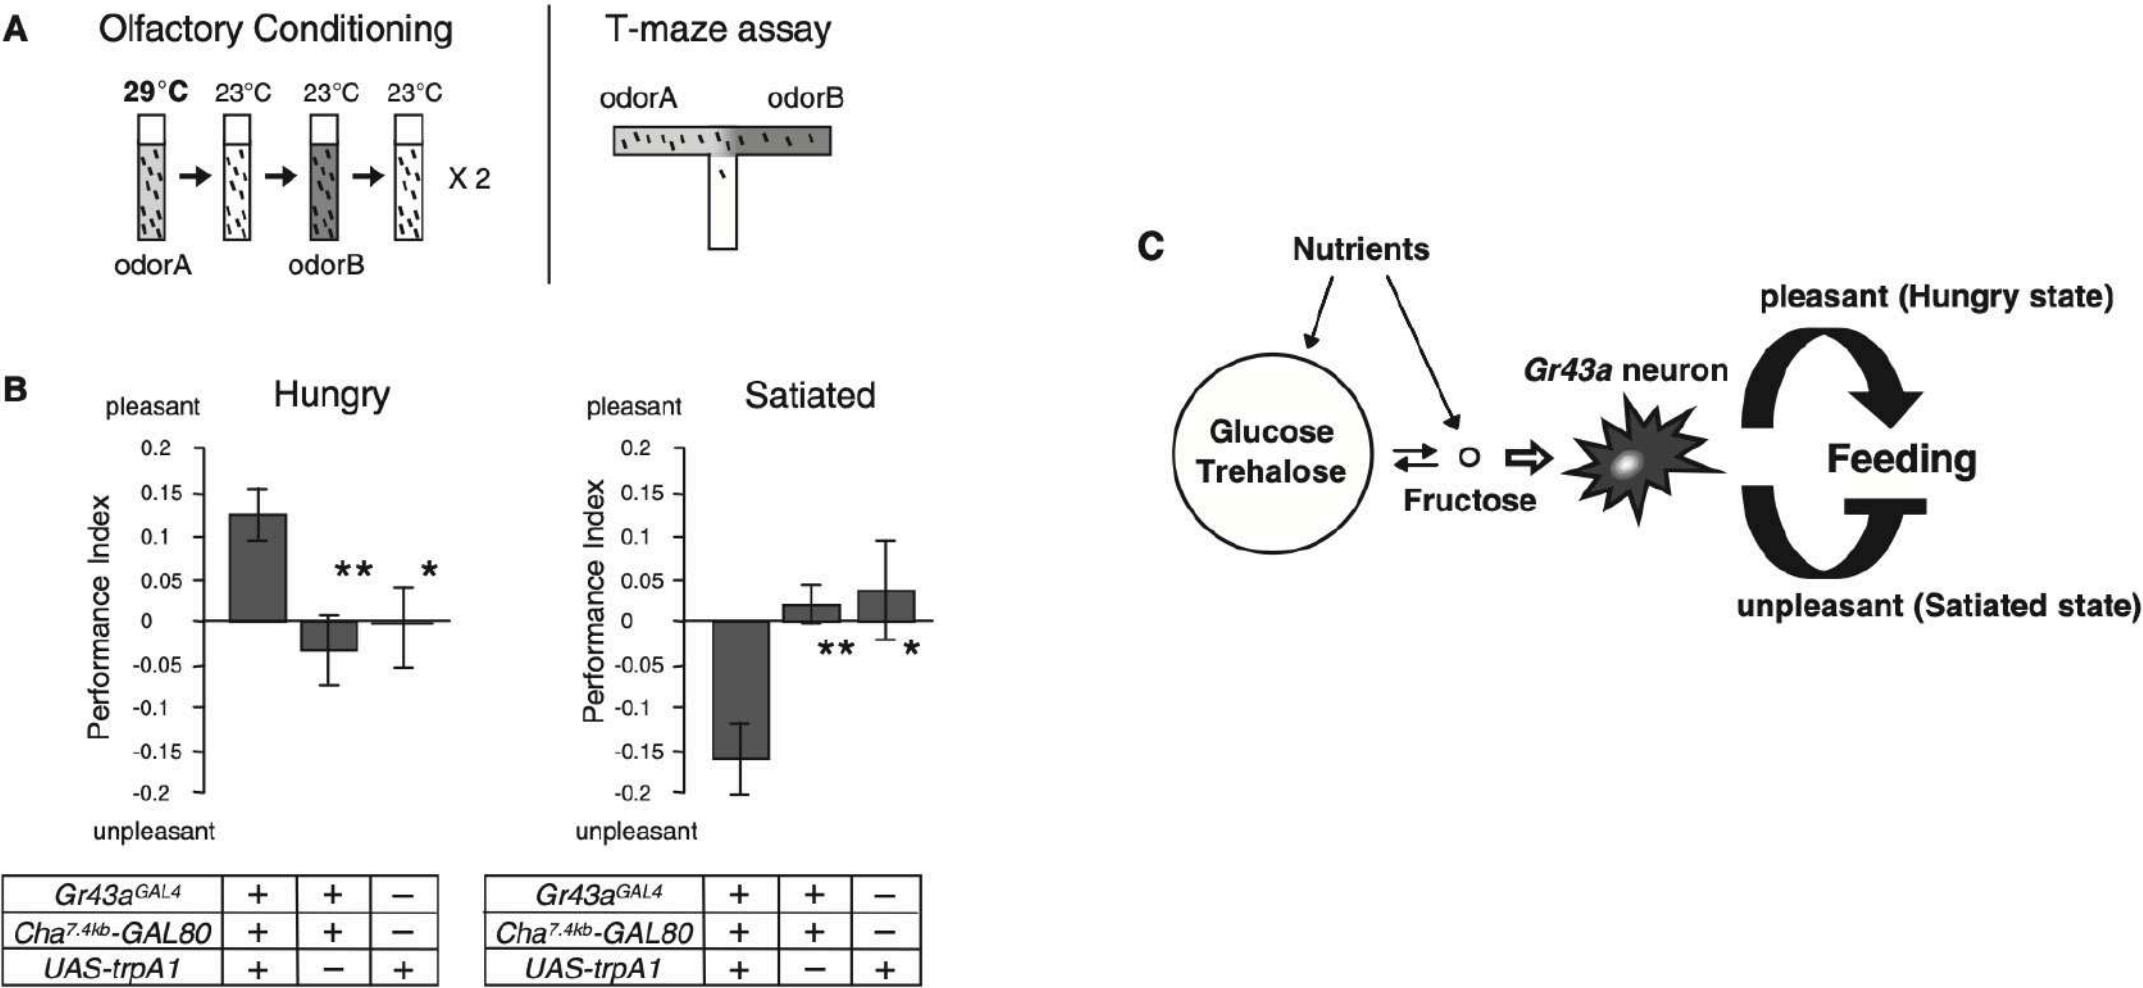 A
Olfactory Conditioning
29°C 23°C 23°C 23°C
X 2
odorA odorB
T-maze assay
odorA odorB
B
Hungry
pleasant
0.2
0.15
0.1
0.05
0
-0.05
-0.1
-0.15
-0.2
Performance Index
** *
unpleasant
Gr43aGAL4 + + −
Cha7.4kb-GAL80 + + −
UAS-trpA1 + − +
Satiated
pleasant
0.2
0.15
0.1
0.05
0
-0.05
-0.1
-0.15
-0.2
Performance Index
** *
unpleasant
Gr43aGAL4 + + −
Cha7.4kb-GAL80 + + −
UAS-trpA1 + − +
C
Nutrients
Glucose
Trehalose
Fructose
Gr43a neuron
pleasant (Hungry state)
Feeding
unpleasant (Satiated state)